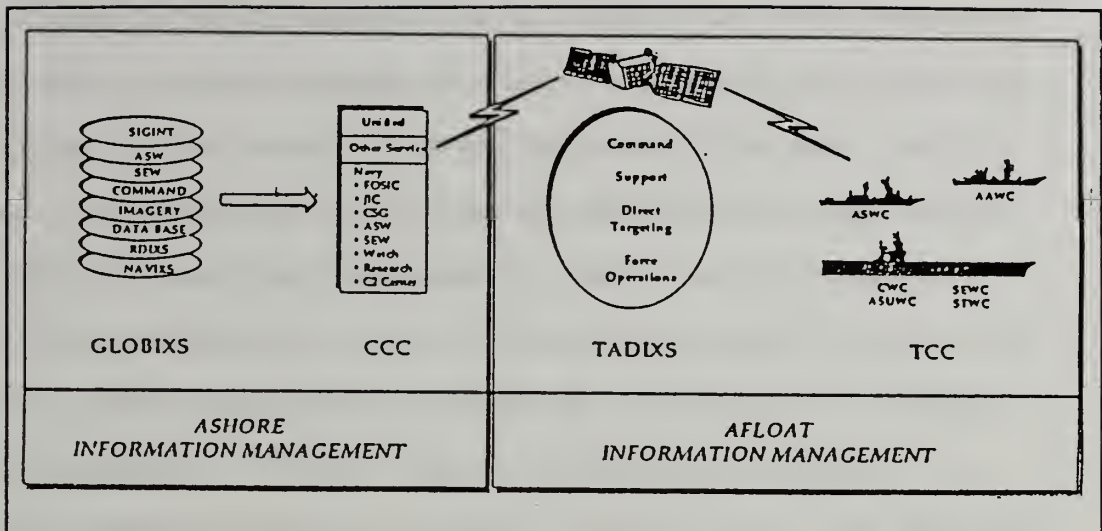 SIGINT
ASW
SEW
COMMAND
IMAGERY
DATA BASE
RDIXS
NAVIXS
GLOBIXS
Unified
Other Service
Navy
• FOSIC
• JIC
• CSG
• ASW
• SEW
• Watch
• Research
• C2 Center
CCC
Command
Support
Direct
Targeting
Force
Operations
TADIXS
ASWC
AAWC
CWC
ASUWC
SEWC
STWC
TCC
ASHORE
INFORMATION MANAGEMENT
AFLOAT
INFORMATION MANAGEMENT